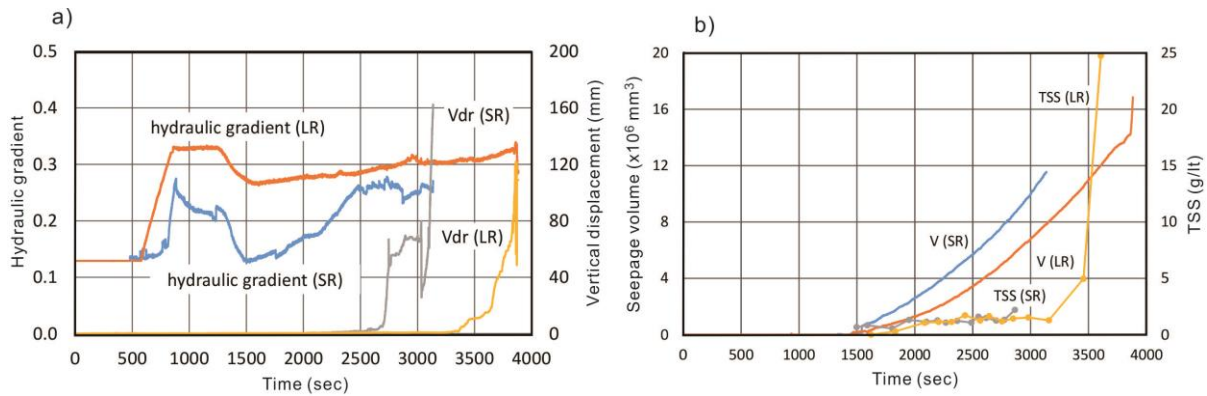 a)
0.5
0.4
0.3
0.2
0.1
0.0
Hydraulic gradient
200
160
120
80
40
0
Vertical displacement (mm)
hydraulic gradient (LR)
Vdr (SR)
Vdr (LR)
hydraulic gradient (SR)
0 500 1000 1500 2000 2500 3000 3500 4000
Time (sec)
b)
20
16
12
8
4
0
Seepage volume (x10⁶ mm³)
25
20
15
10
5
0
TSS (g/lt)
TSS (LR)
V (SR)
V (LR)
TSS (SR)
0 500 1000 1500 2000 2500 3000 3500 4000
Time (sec)